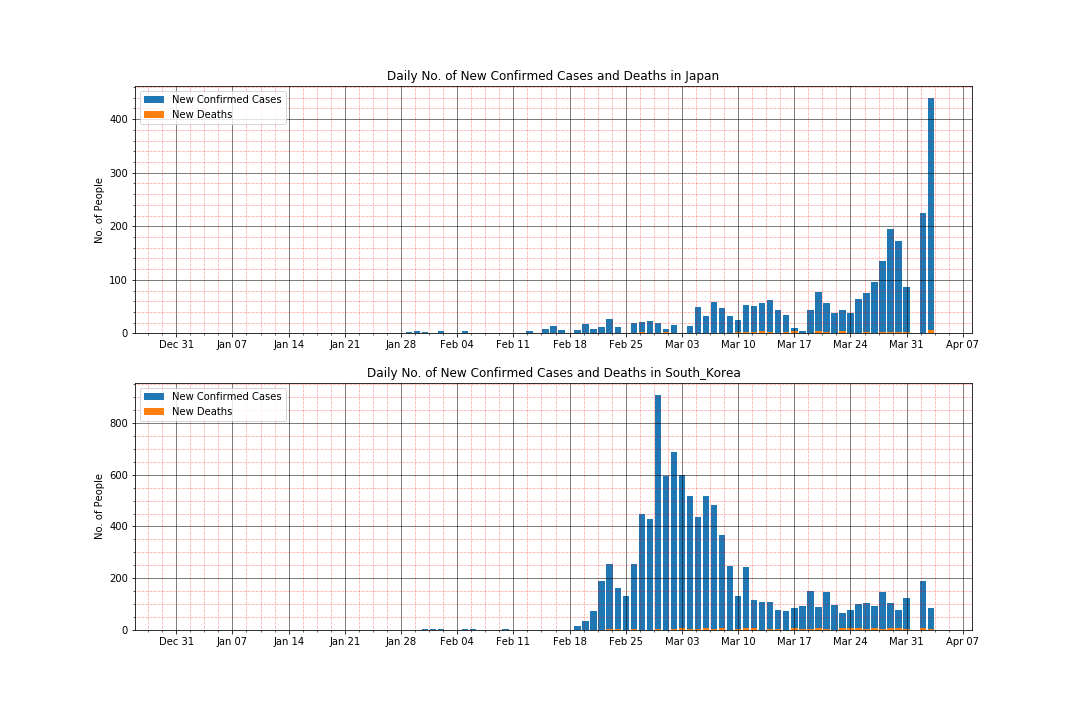 Daily No. of New Confirmed Cases and Deaths in Japan
New Confirmed Cases
New Deaths
No. of People
400
300
200
100
0
Dec 31 Jan 07 Jan 14 Jan 21 Jan 28 Feb 04 Feb 11 Feb 18 Feb 25 Mar 03 Mar 10 Mar 17 Mar 24 Mar 31 Apr 07
Daily No. of New Confirmed Cases and Deaths in South_Korea
New Confirmed Cases
New Deaths
No. of People
800
600
400
200
0
Dec 31 Jan 07 Jan 14 Jan 21 Jan 28 Feb 04 Feb 11 Feb 18 Feb 25 Mar 03 Mar 10 Mar 17 Mar 24 Mar 31 Apr 07